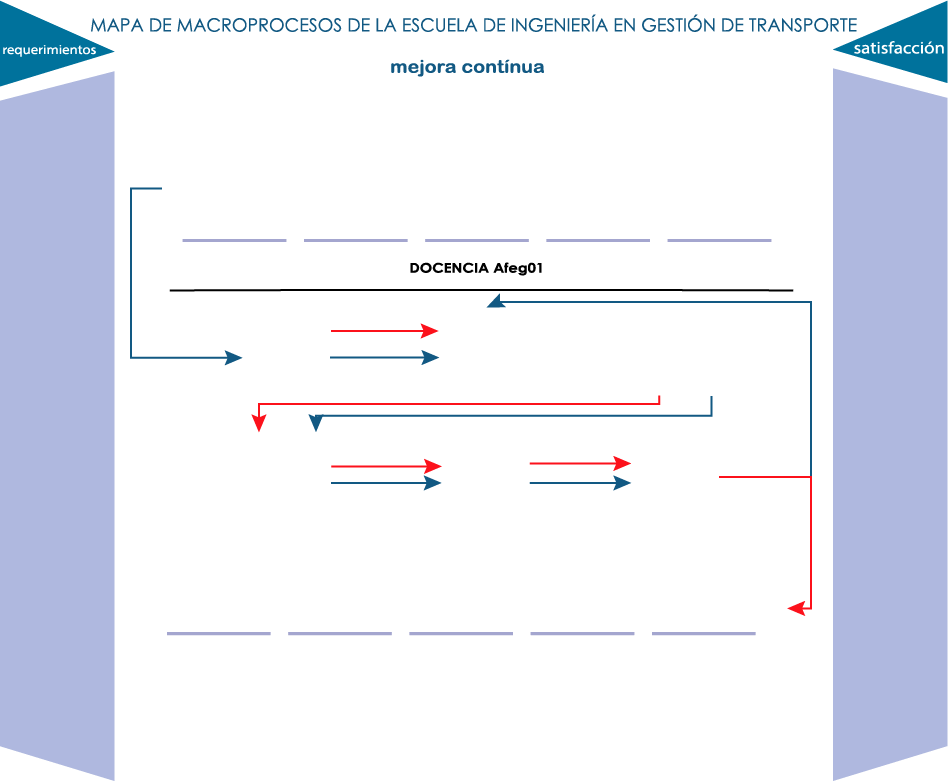 MAPA DE MACROPROCESOS DE LA ESCUELA DE INGENIERÍA EN GESTIÓN DE TRANSPORTE
requerimientos
satisfacción
mejora contínua
DOCENCIA Afeg01